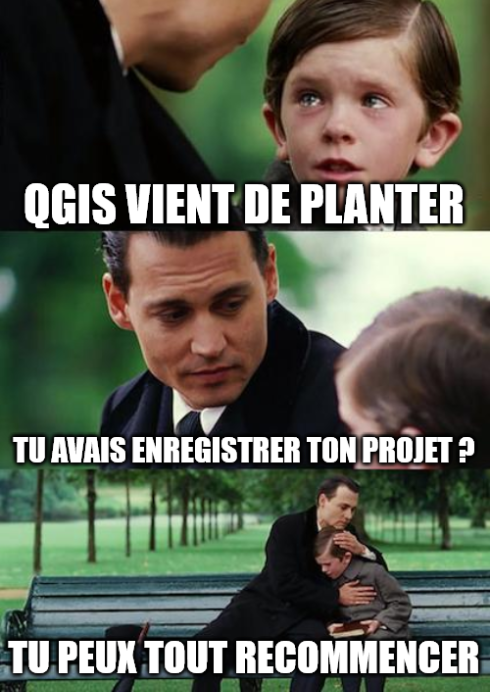 QGIS VIENT DE PLANTER
TU AVAIS ENREGISTRER TON PROJET ?
TU PEUX TOUT RECOMMENCER